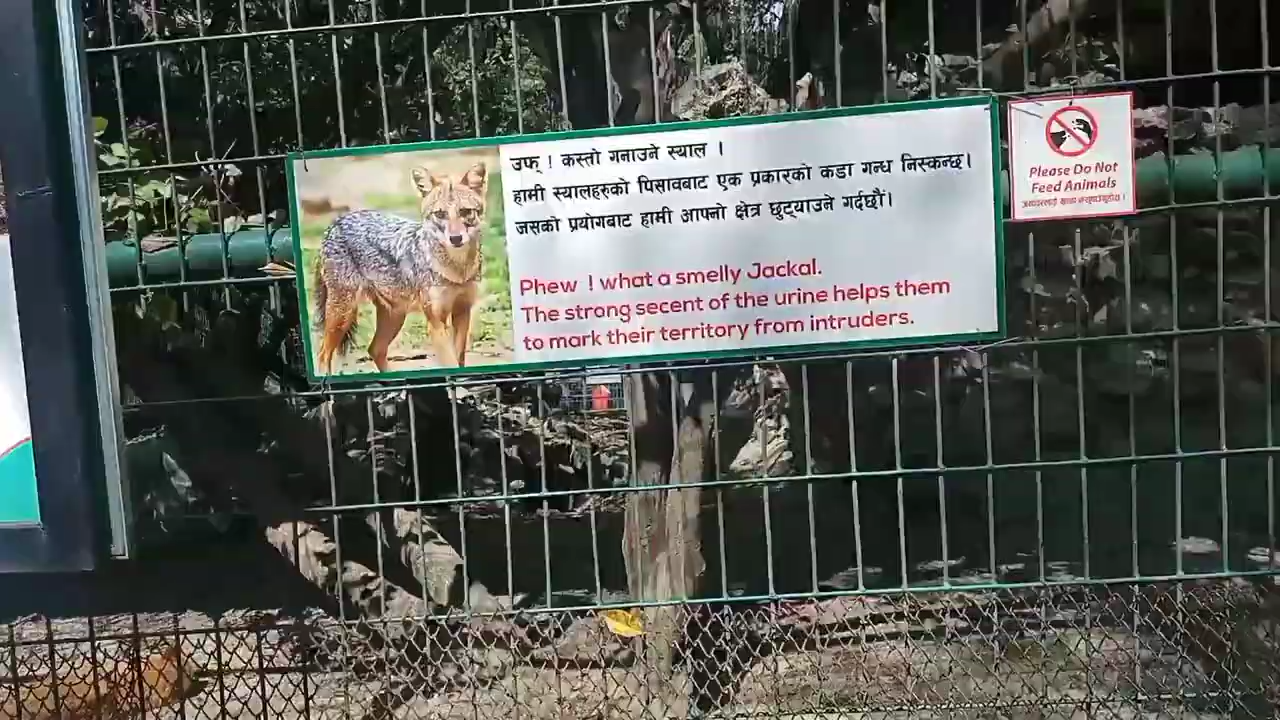 उफ् ! कस्तो गनाउने स्याल ।
हामी स्यालहरुको पिसावबाट एक प्रकारको कडा गन्ध निस्कन्छ।
जसको प्रयोगबाट हामी आफ्नो क्षेत्र छुट्याउने गर्दछौं।
Phew ! what a smelly Jackal.
The strong secent of the urine helps them
to mark their territory from intruders.
Please Do Not
Feed Animals